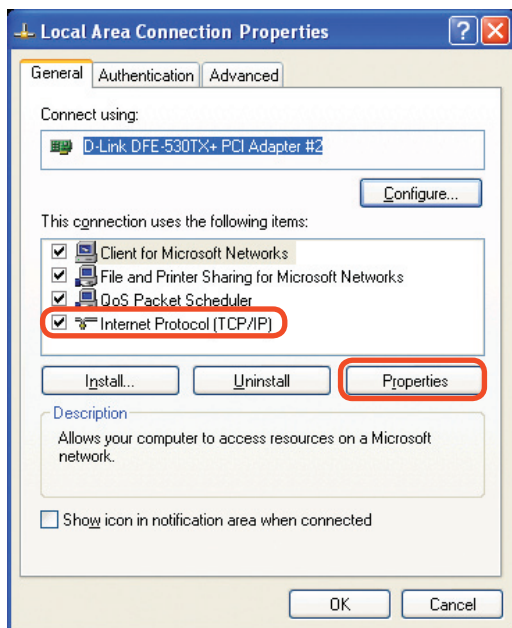 Local Area Connection Properties
General
Authentication
Advanced
Connect using:
D-Link DFE-530TX+ PCI Adapter #2
Configure...
This connection uses the following items:
Client for Microsoft Networks
File and Printer Sharing for Microsoft Networks
QoS Packet Scheduler
Internet Protocol (TCP/IP)
Install...
Uninstall
Properties
Description
Allows your computer to access resources on a Microsoft
network.
Show icon in notification area when connected
OK
Cancel